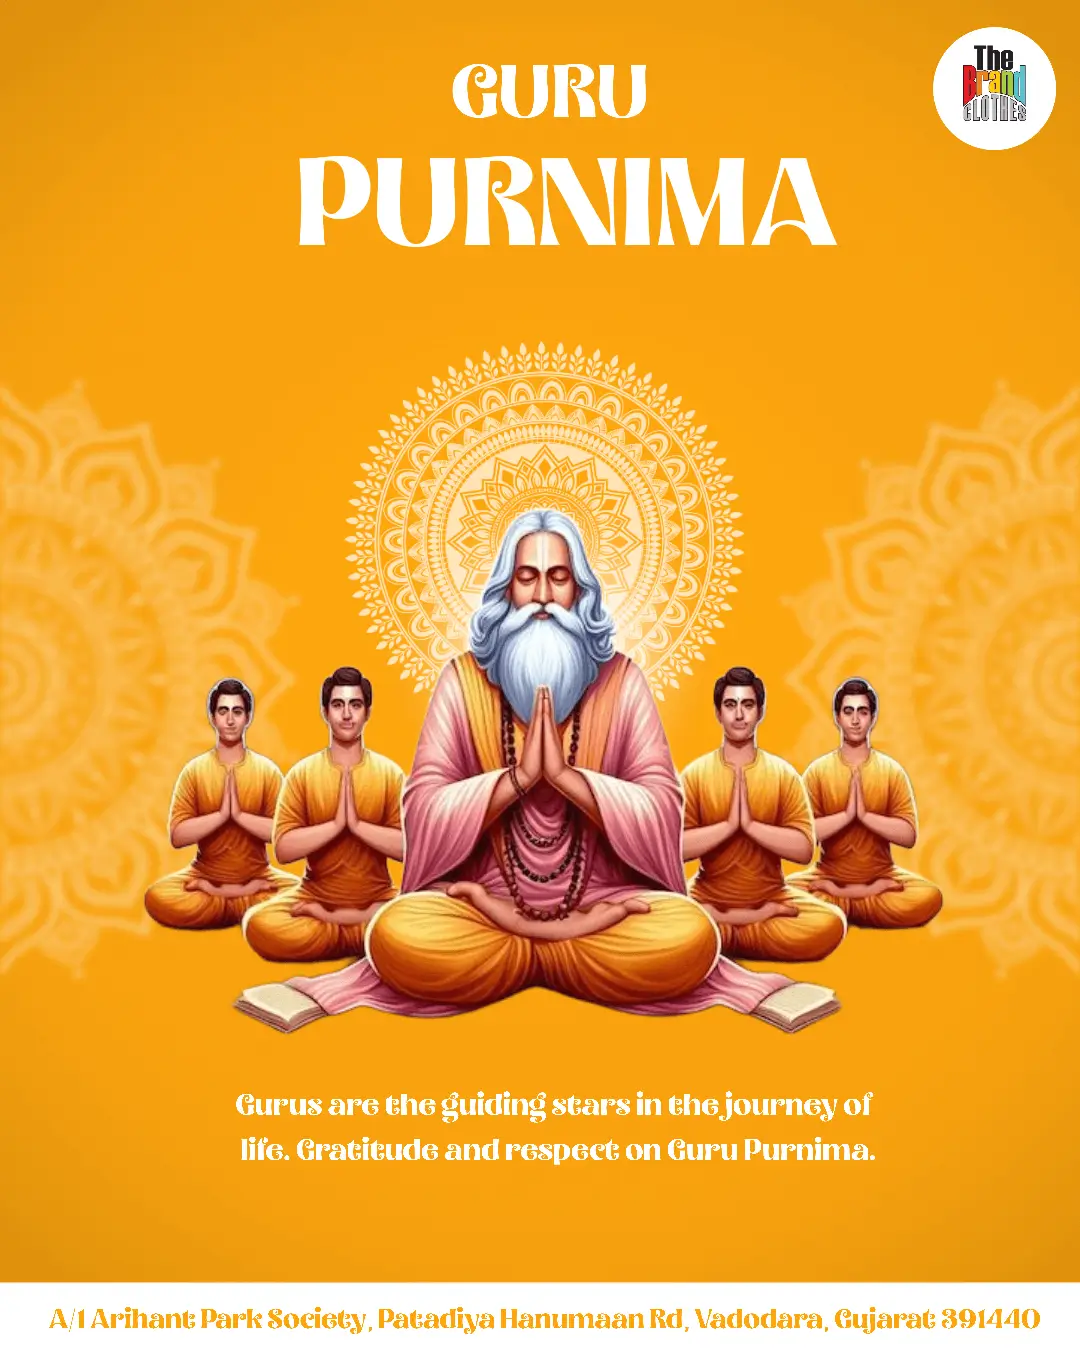 GURU
PURNIMA
The
Brand
CLOTHES
Gurus are the guiding stars in the journey of
life. Gratitude and respect on Guru Purnima.
A/1 Arihant Park Society, Patadiya Hanumaan Rd, Vadodara, Gujarat 391440